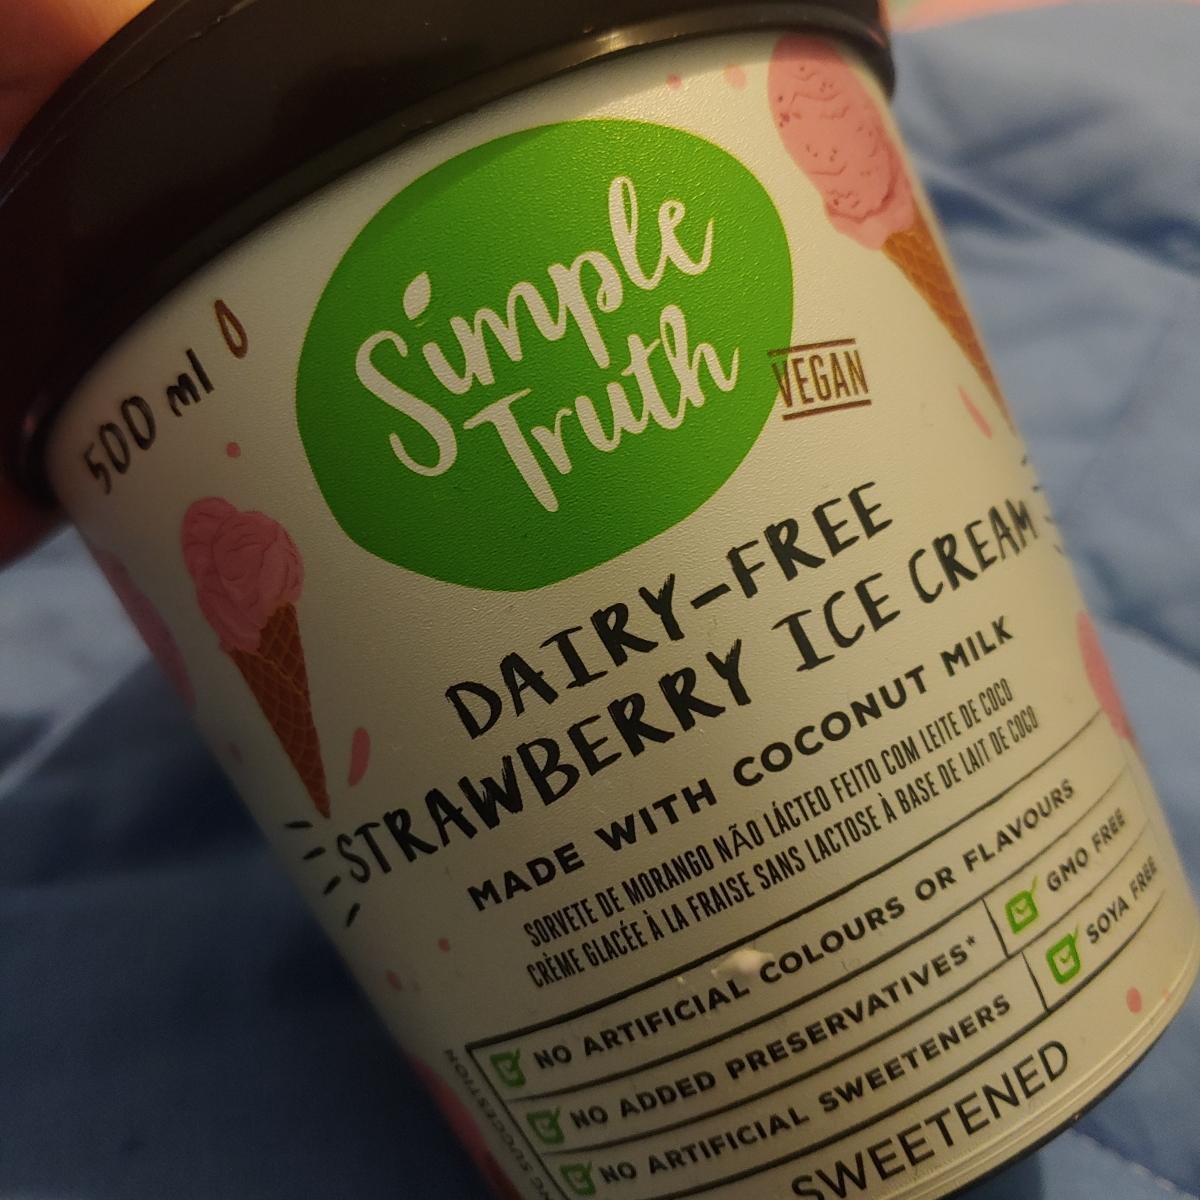 500 ml
Simple
Truth
VEGAN
DAIRY-FREE
STRAWBERRY ICE CREAM
MADE WITH COCONUT MILK
SORVETE DE MORANGO NÃO LÁCTEO FEITO COM LEITE DE COCO
CRÈME GLACÉE À LA FRAISE SANS LACTOSE À BASE DE LAIT DE COCO
NO ARTIFICIAL COLOURS OR FLAVOURS
NO ADDED PRESERVATIVES*
GMO FREE
NO ARTIFICIAL SWEETENERS
SOYA FREE
SWEETENED
SUGGESTION